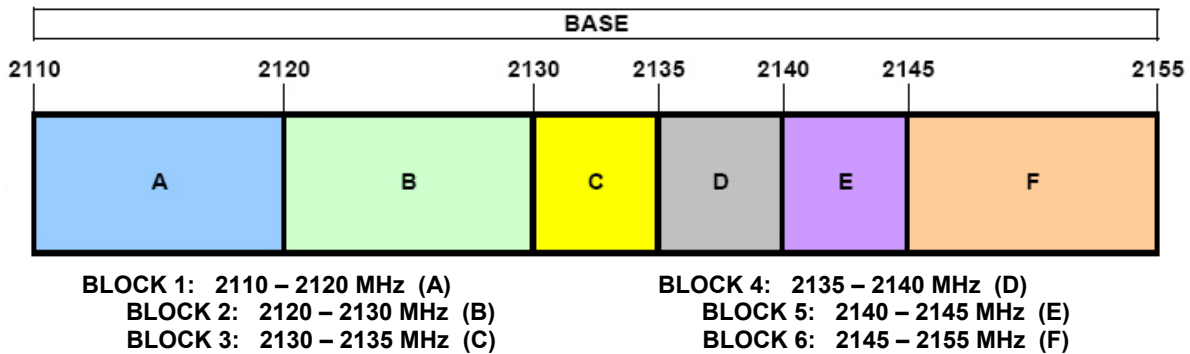 BASE
2110 2120 2130 2135 2140 2145 2155
A B C D E F
BLOCK 1: 2110 – 2120 MHz (A)
BLOCK 2: 2120 – 2130 MHz (B)
BLOCK 3: 2130 – 2135 MHz (C)
BLOCK 4: 2135 – 2140 MHz (D)
BLOCK 5: 2140 – 2145 MHz (E)
BLOCK 6: 2145 – 2155 MHz (F)